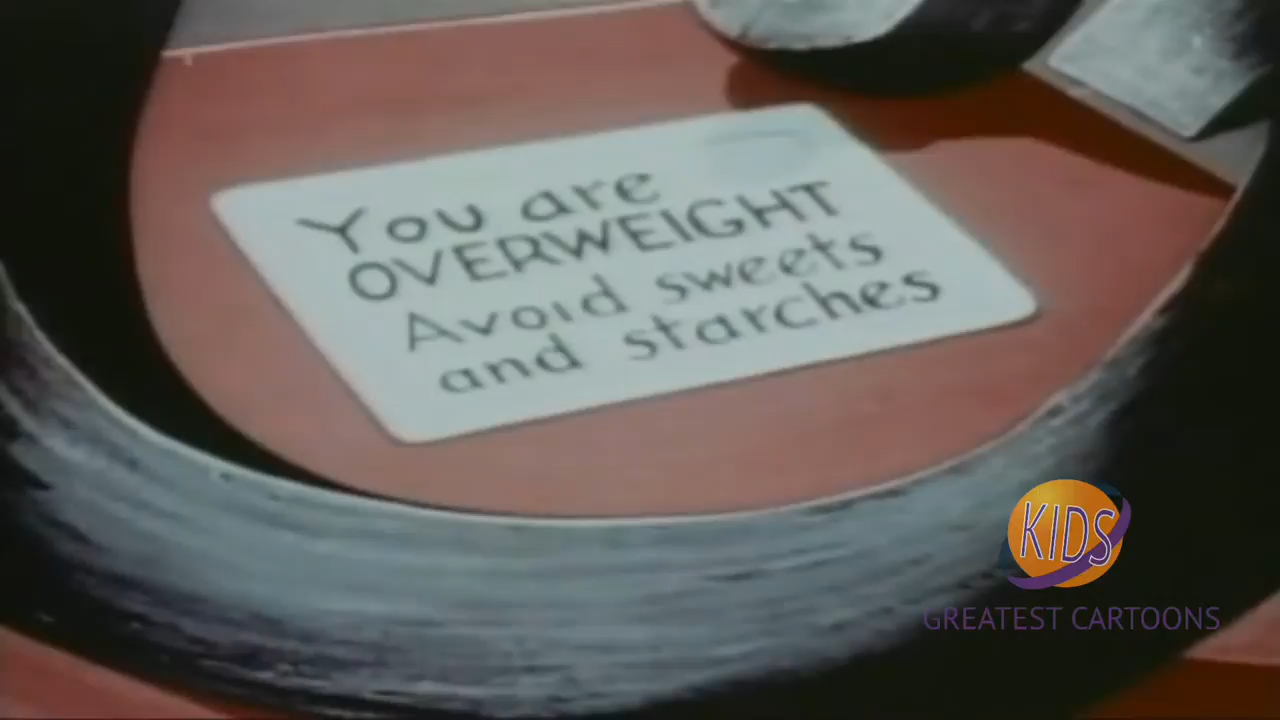 You are
OVERWEIGHT
Avoid sweets
and starches
KIDS
GREATEST CARTOONS